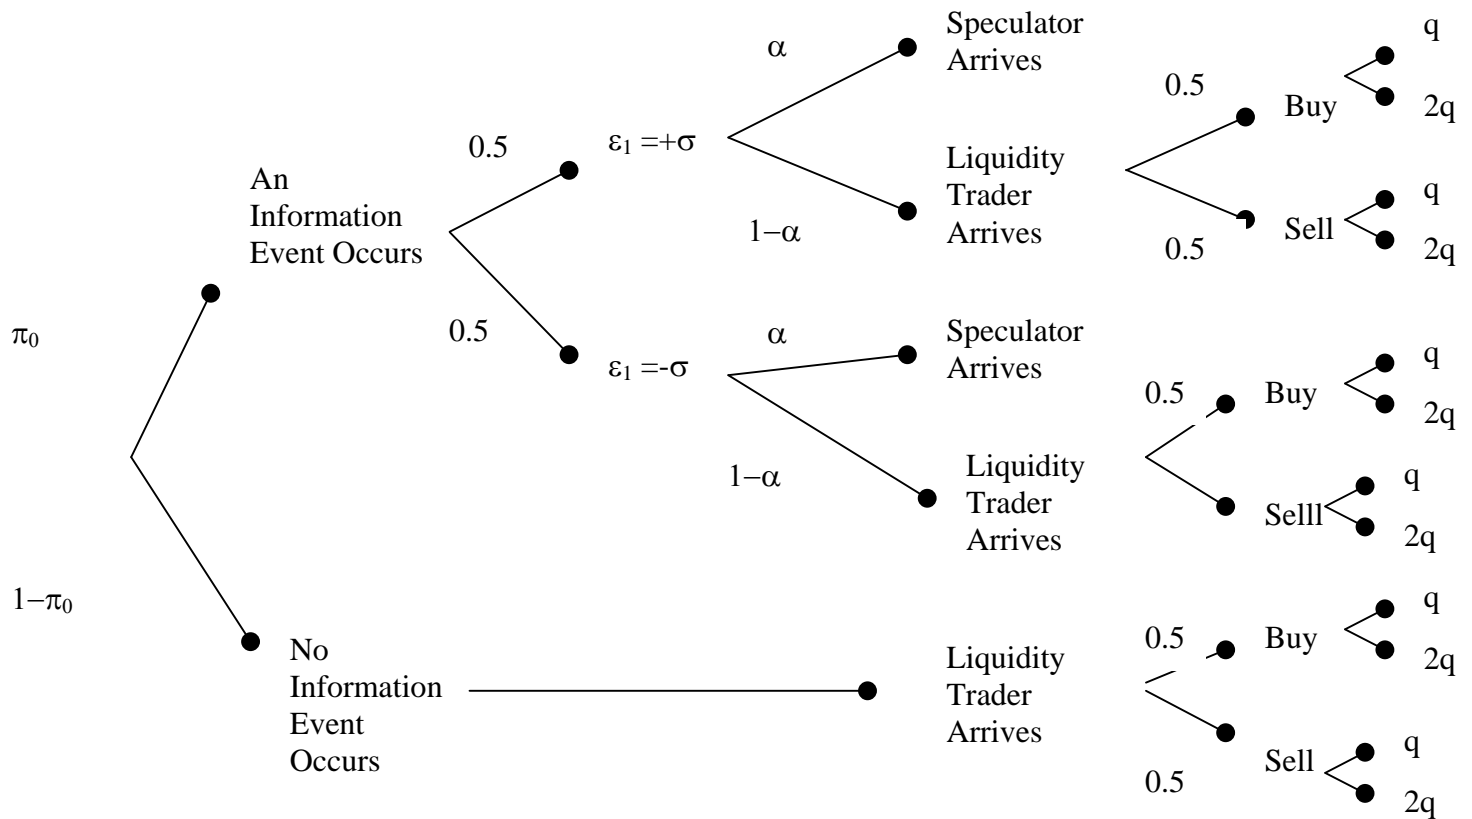 Speculator
Arrives
q
α
0.5
Buy
2q
0.5
ε₁ =+σ
An
Information
Event Occurs
Liquidity
Trader
Arrives
1−α
q
Sell
0.5
2q
π₀
0.5
ε₁ =-σ
α
Speculator
Arrives
q
0.5
Buy
2q
1−α
Liquidity
Trader
Arrives
q
Selll
2q
1−π₀
No
Information
Event
Occurs
Liquidity
Trader
Arrives
0.5
Buy
q
2q
0.5
Sell
q
2q